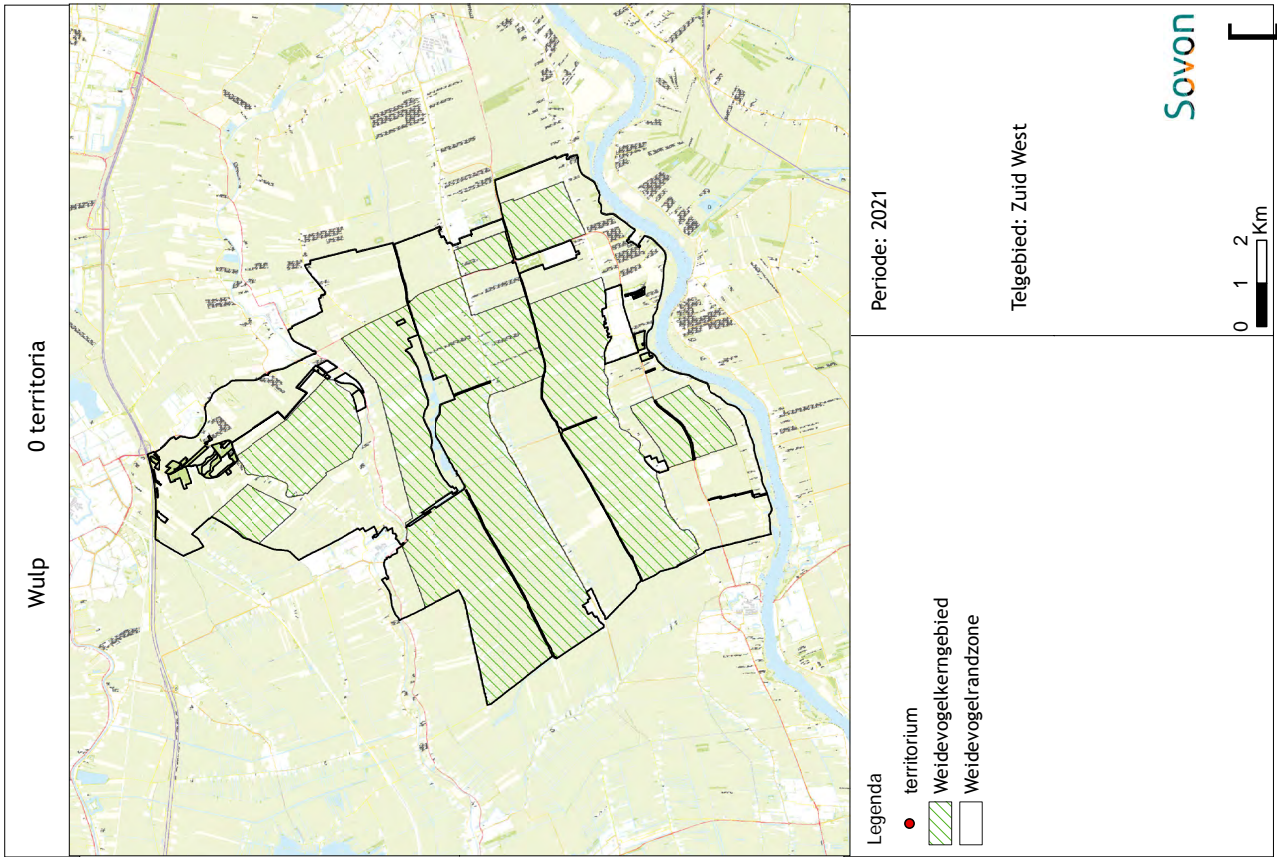 Wulp 0 territoria
Legenda
territorium
Weidevogelkerngebied
Weidevogelrandzone
Periode: 2021
Telgebied: Zuid West
0 1 2
Km
Sovon